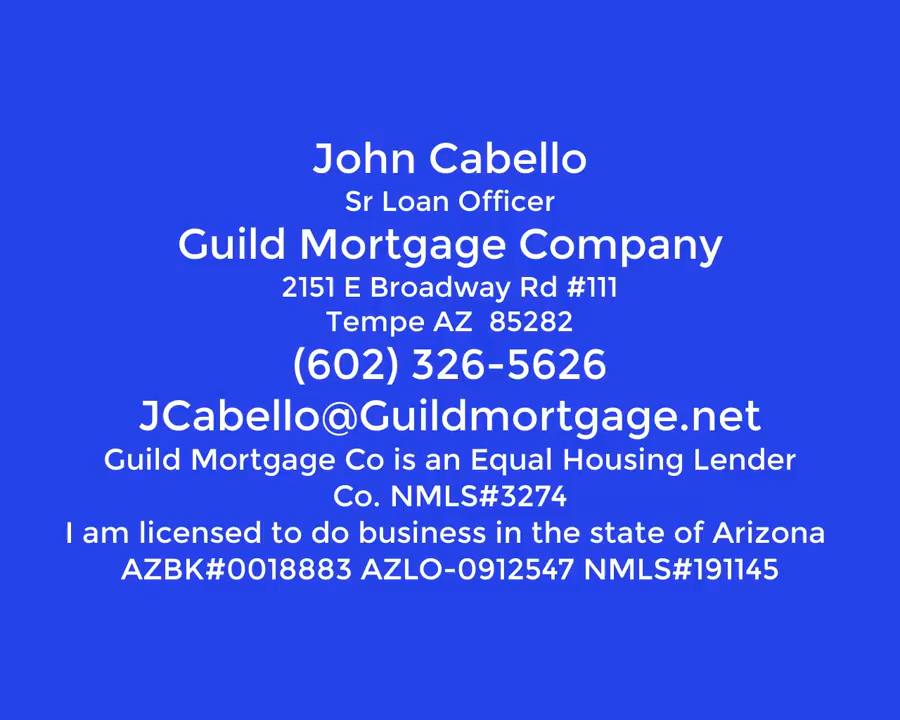 John Cabello
Sr Loan Officer
Guild Mortgage Company
2151 E Broadway Rd #111
Tempe AZ  85282
(602) 326-5626
JCabello@Guildmortgage.net
Guild Mortgage Co is an Equal Housing Lender
Co. NMLS#3274
I am licensed to do business in the state of Arizona
AZBK#0018883 AZLO-0912547 NMLS#191145